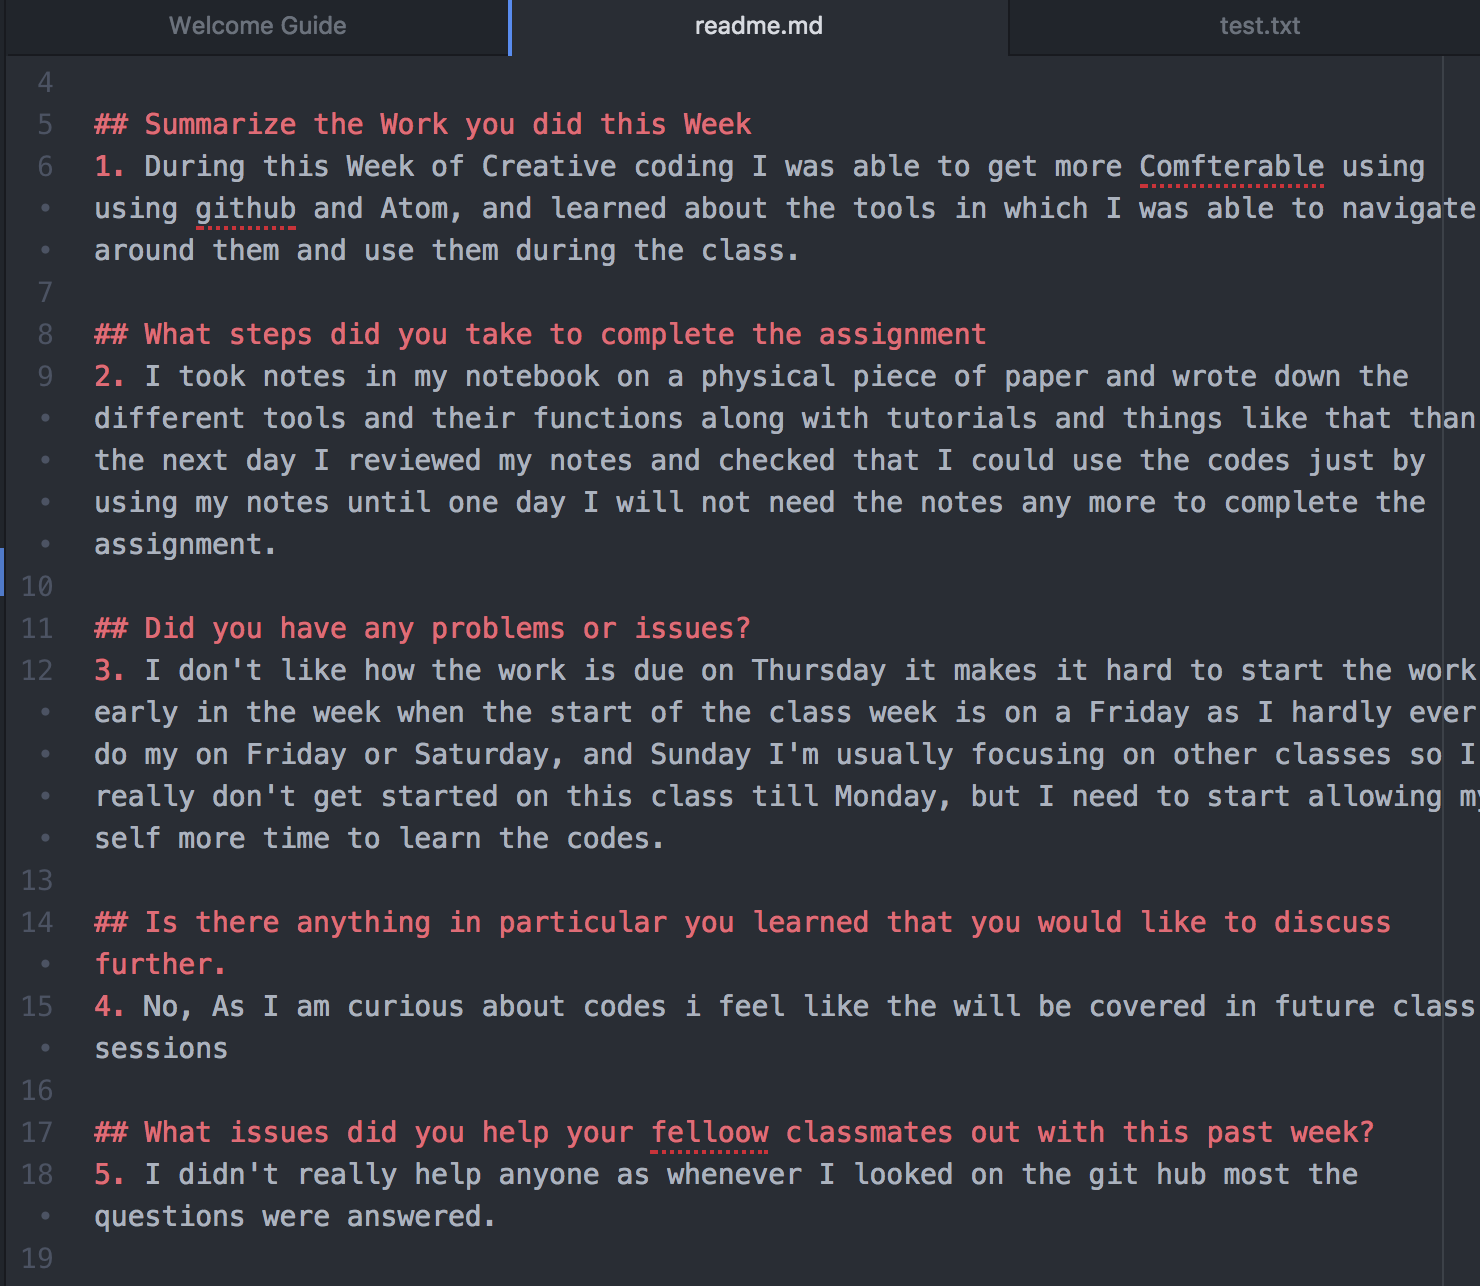 Welcome Guide readme.md test.txt
4
5 ## Summarize the Work you did this Week
6 1. During this Week of Creative coding I was able to get more Comfterable using
• using github and Atom, and learned about the tools in which I was able to navigate
• around them and use them during the class.
7
8 ## What steps did you take to complete the assignment
9 2. I took notes in my notebook on a physical piece of paper and wrote down the
• different tools and their functions along with tutorials and things like that than
• the next day I reviewed my notes and checked that I could use the codes just by
• using my notes until one day I will not need the notes any more to complete the
• assignment.
10
11 ## Did you have any problems or issues?
12 3. I don't like how the work is due on Thursday it makes it hard to start the work
• early in the week when the start of the class week is on a Friday as I hardly ever
• do my on Friday or Saturday, and Sunday I'm usually focusing on other classes so I
• really don't get started on this class till Monday, but I need to start allowing my
• self more time to learn the codes.
13
14 ## Is there anything in particular you learned that you would like to discuss
• further.
15 4. No, As I am curious about codes i feel like the will be covered in future class
• sessions
16
17 ## What issues did you help your felloow classmates out with this past week?
18 5. I didn't really help anyone as whenever I looked on the git hub most the
• questions were answered.
19